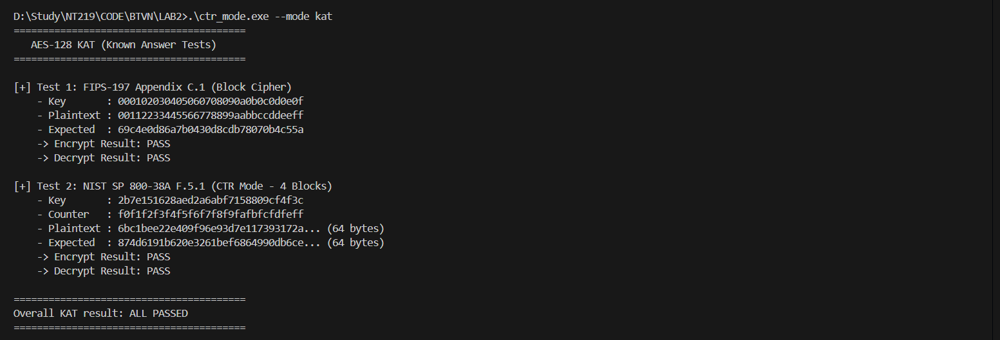 D:\Study\NT219\CODE\BTVN\LAB2>.\ctr_mode.exe --mode kat
========================================
AES-128 KAT (Known Answer Tests)
========================================
[+] Test 1: FIPS-197 Appendix C.1 (Block Cipher)
- Key : 000102030405060708090a0b0c0d0e0f
- Plaintext : 00112233445566778899aabbccddeeff
- Expected : 69c4e0d86a7b0430d8cdb78070b4c55a
-> Encrypt Result: PASS
-> Decrypt Result: PASS
[+] Test 2: NIST SP 800-38A F.5.1 (CTR Mode - 4 Blocks)
- Key : 2b7e151628aed2a6abf7158809cf4f3c
- Counter : f0f1f2f3f4f5f6f7f8f9fafbfcfdfeff
- Plaintext : 6bc1bee22e409f96e93d7e117393172a... (64 bytes)
- Expected : 874d6191b620e3261bef6864990db6ce... (64 bytes)
-> Encrypt Result: PASS
-> Decrypt Result: PASS
========================================
Overall KAT result: ALL PASSED
========================================